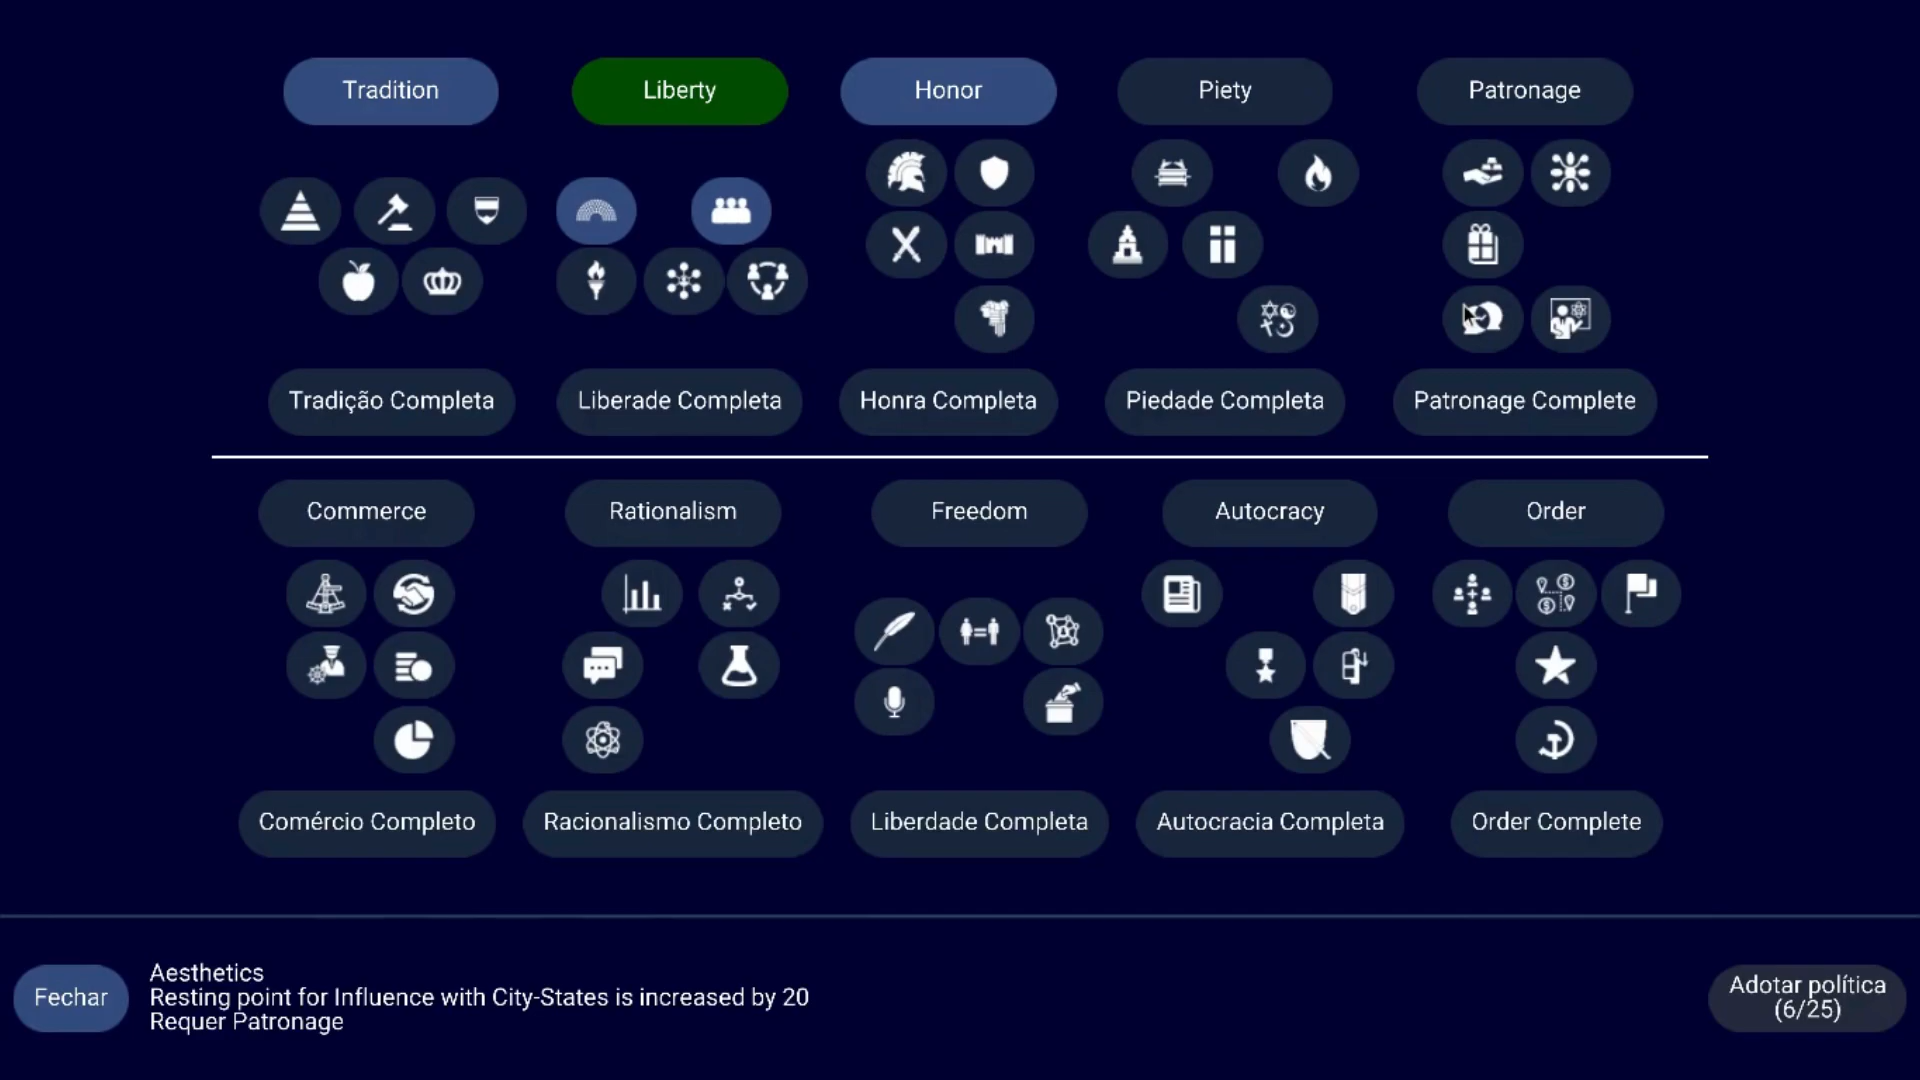 Tradition
Liberty
Honor
Piety
Patronage
Tradição Completa
Liberade Completa
Honra Completa
Piedade Completa
Patronage Complete
Commerce
Rationalism
Freedom
Autocracy
Order
Comércio Completo
Racionalismo Completo
Liberdade Completa
Autocracia Completa
Order Complete
Fechar
Aesthetics
Resting point for Influence with City-States is increased by 20
Requer Patronage
Adotar política
(6/25)